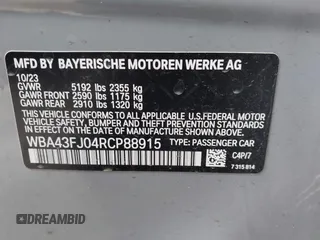 MFD BY BAYERISCHE MOTOREN WERKE AG
10/23
GVWR 5192 lbs 2355 kg
GAWR FRONT 2590 lbs 1175 kg
GAWR REAR 2910 lbs 1320 kg
THIS VEHICLE CONFORMS TO ALL APPLICABLE FEDERAL MOTOR VEHICLE SAFETY, BUMPER, AND THEFT PREVENTION STANDARDS IN EFFECT ON THE DATE OF MANUFACTURE SHOWN ABOVE.
WBA43FJ04RCP88915 TYPE: PASSENGER CAR
C4P/7
7 315 814
DREAMBID